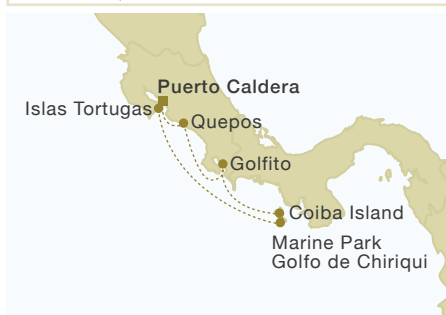 Puerto Caldera
Islas Tortugas
Quepos
Golfito
Coiba Island
Marine Park
Golfo de Chiriqui